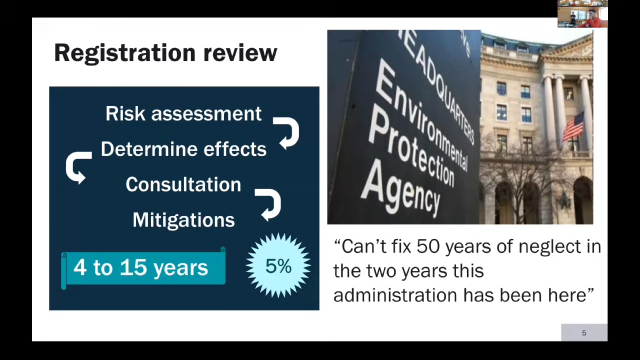 Registration review
Risk assessment
Determine effects
Consultation
Mitigations
4 to 15 years
5%
HEADQUARTERS
Environmental
Protection
Agency
“Can’t fix 50 years of neglect in
the two years this
administration has been here”
5